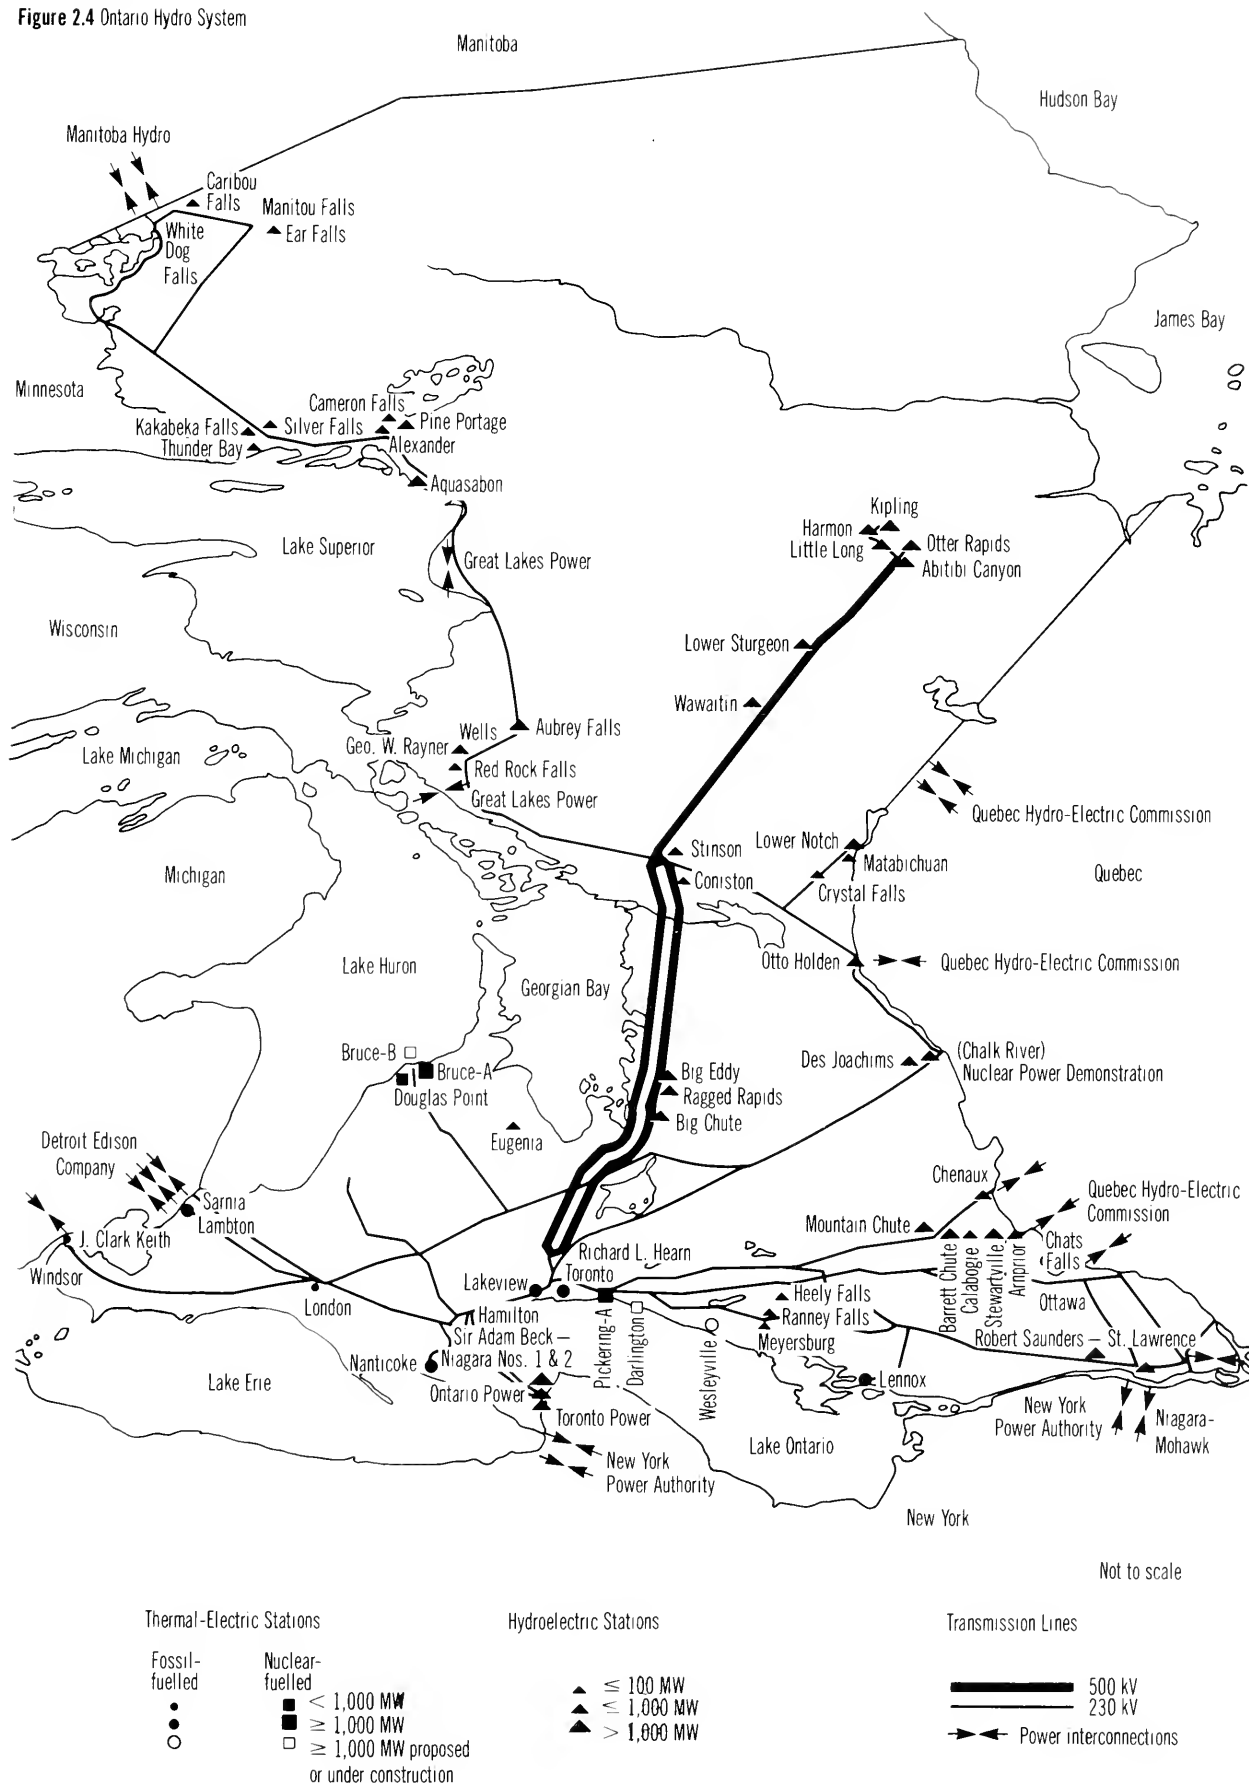 Figure 2.4 Ontario Hydro System
Manitoba
Hudson Bay
Manitoba Hydro
Caribou
Falls
Manitou Falls
Ear Falls
White
Dog
Falls
James Bay
Minnesota
Cameron Falls
Kakabeka Falls
Silver Falls
Pine Portage
Thunder Bay
Alexander
Aquasabon
Kipling
Harmon
Little Long
Otter Rapids
Abitibi Canyon
Lake Superior
Great Lakes Power
Wisconsin
Lower Sturgeon
Wawaitin
Wells
Aubrey Falls
Geo. W. Rayner
Lake Michigan
Red Rock Falls
Great Lakes Power
Quebec Hydro-Electric Commission
Lower Notch
Stinson
Matabichuan
Michigan
Coniston
Crystal Falls
Quebec
Otto Holden
Quebec Hydro-Electric Commission
Lake Huron
Georgian Bay
Bruce-B
Bruce-A
Douglas Point
Des Joachims
(Chalk River)
Nuclear Power Demonstration
Big Eddy
Ragged Rapids
Big Chute
Eugenia
Detroit Edison
Company
Chenaux
Quebec Hydro-Electric
Commission
Sarnia
Lambton
Mountain Chute
J. Clark Keith
Windsor
Barrett Chute
Calabogie
Stewartville
Arnprior
Chats
Falls
Richard L. Hearn
Lakeview
Toronto
London
Hamilton
Heely Falls
Ottawa
Sir Adam Beck —
Niagara Nos. 1 & 2
Pickering-A
Darlington
Ranney Falls
Meyersburg
Robert Saunders — St. Lawrence
Nanticoke
Wesleyville
Lake Erie
Ontario Power
Lennox
Toronto Power
New York
Power Authority
Niagara-
Mohawk
Lake Ontario
New York
Power Authority
New York
Not to scale
Thermal-Electric Stations
Hydroelectric Stations
Transmission Lines
Fossil-
fuelled
Nuclear-
fuelled
< 1,000 MW
≥ 1,000 MW
≥ 1,000 MW proposed
or under construction
≤ 100 MW
≤ 1,000 MW
> 1,000 MW
500 kV
230 kV
Power interconnections